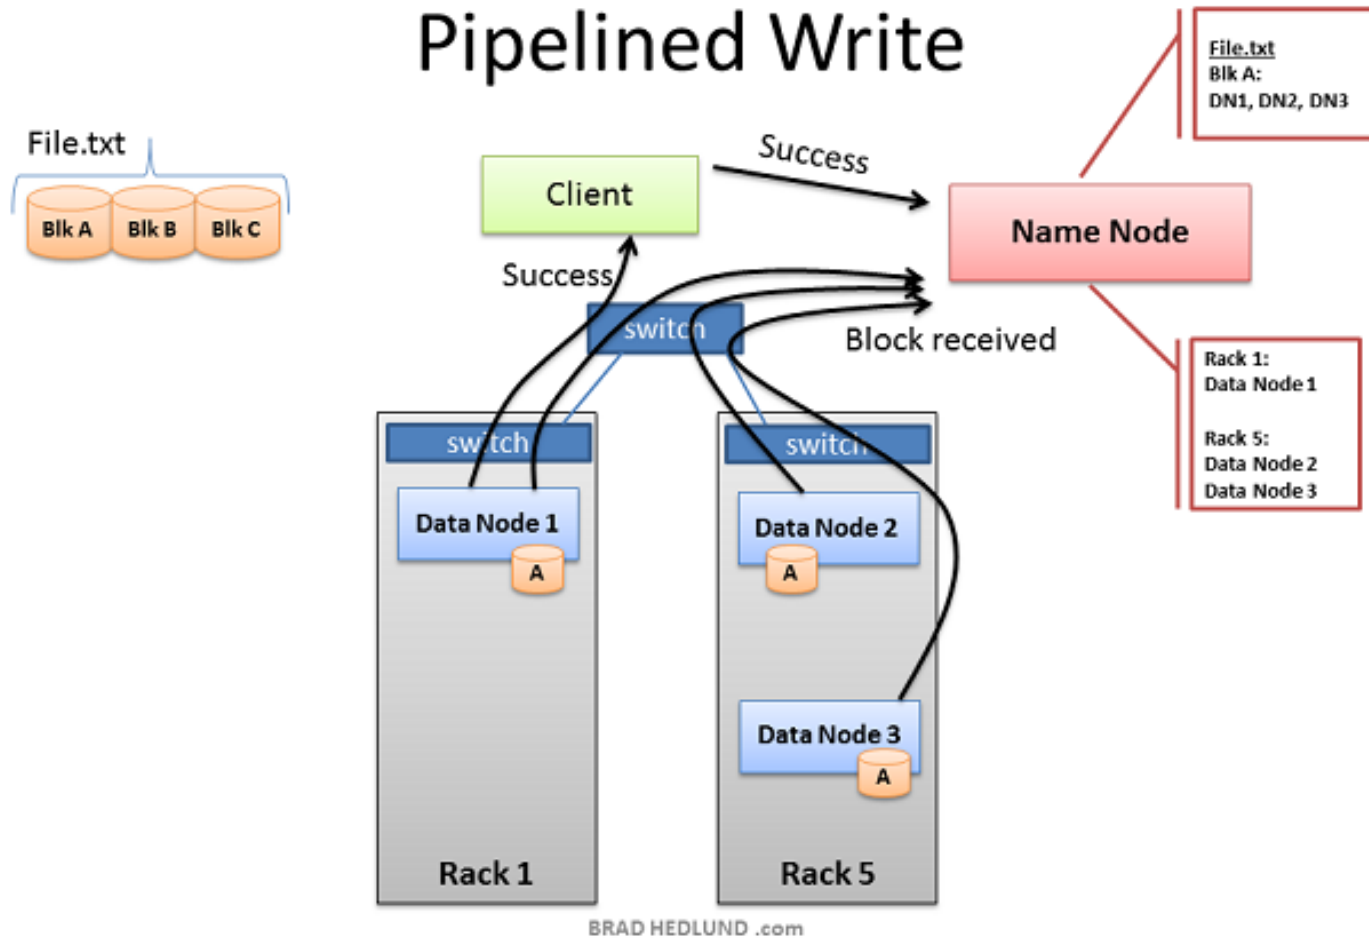 Pipelined Write
File.txt
Blk A:
DN1, DN2, DN3
File.txt
Blk A
Blk B
Blk C
Client
Success
Name Node
Success
switch
Block received
Rack 1:
Data Node 1
Rack 5:
Data Node 2
Data Node 3
switch
switch
Data Node 1
A
Data Node 2
A
Data Node 3
A
Rack 1
Rack 5
BRAD HEDLUND .com